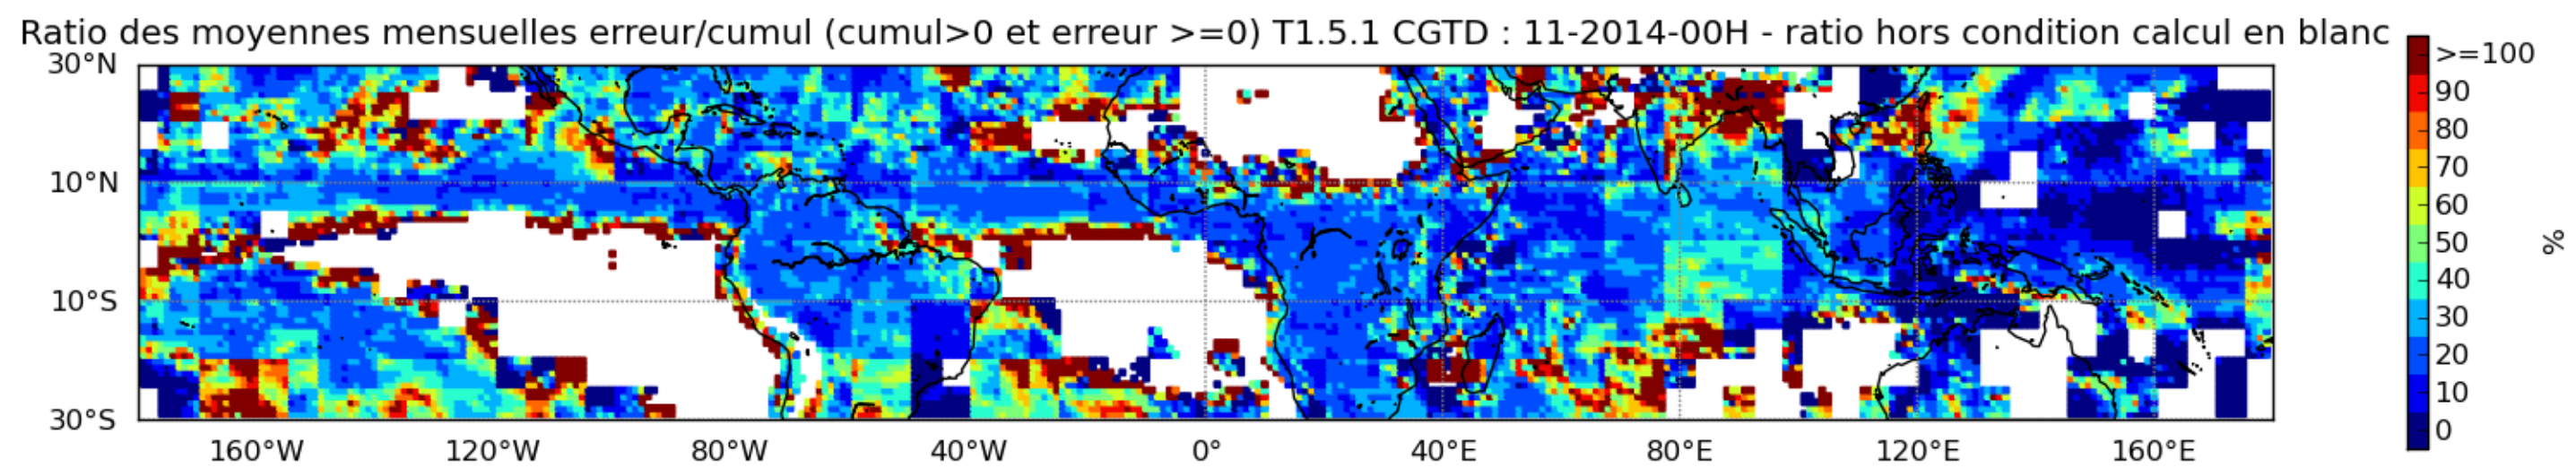 Ratio des moyennes mensuelles erreur/cumul (cumul>0 et erreur >=0) T1.5.1 CGTD : 11-2014-00H - ratio hors condition calcul en blanc
30°N
10°N
10°S
30°S
160°W 120°W 80°W 40°W 0° 40°E 80°E 120°E 160°E
>=100
90
80
70
60
50
40
30
20
10
0
%